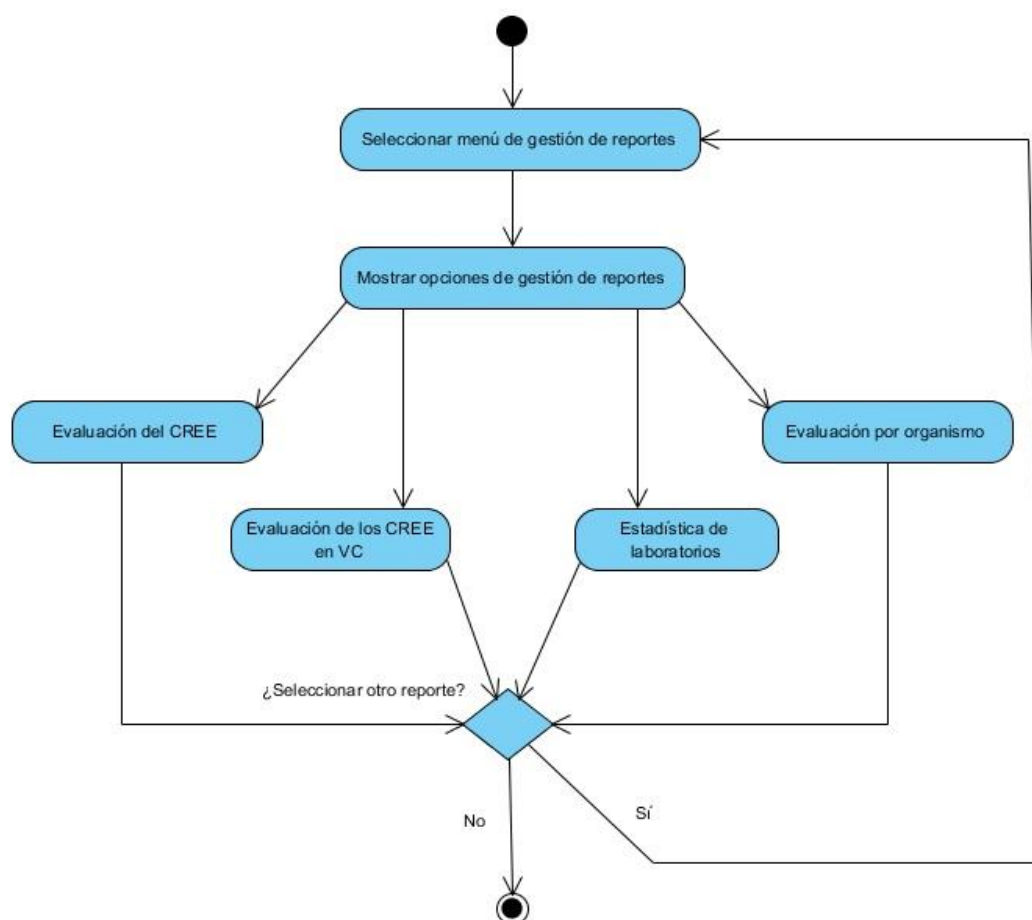 Seleccionar menú de gestión de reportes
Mostrar opciones de gestión de reportes
Evaluación del CREE
Evaluación por organismo
Evaluación de los CREE
en VC
Estadística de
laboratorios
¿Seleccionar otro reporte?
No
Sí